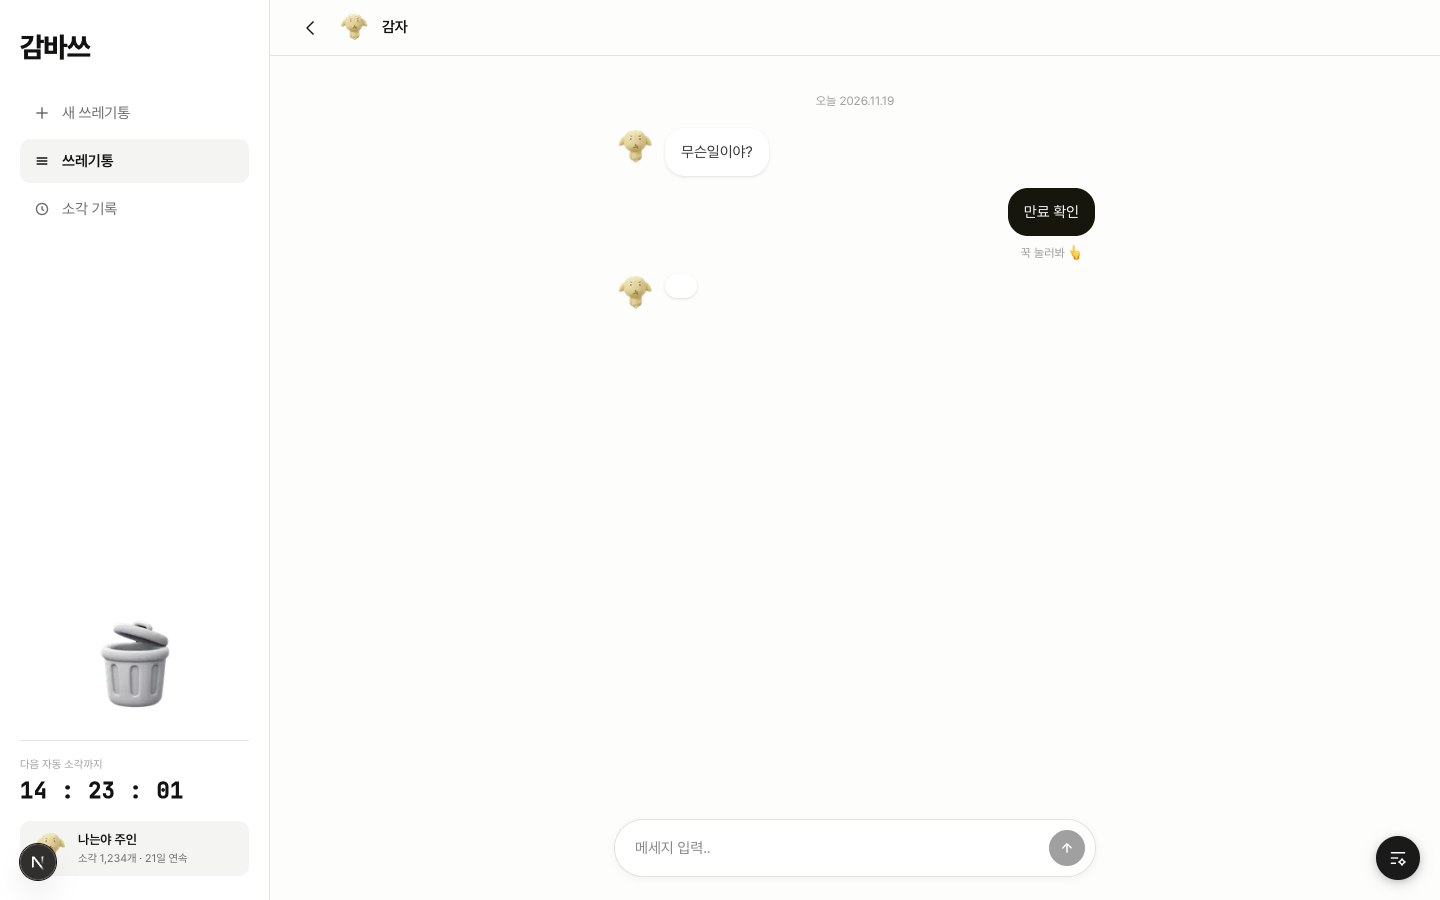 감바쓰
새 쓰레기통
쓰레기통
소각 기록
다음 자동 소각까지
14 : 23 : 01
나는야 주인
소각 1,234개 · 21일 연속
N
감자
오늘 2026.11.19
무슨일이야?
만료 확인
꾹 눌러봐 👆
메세지 입력..